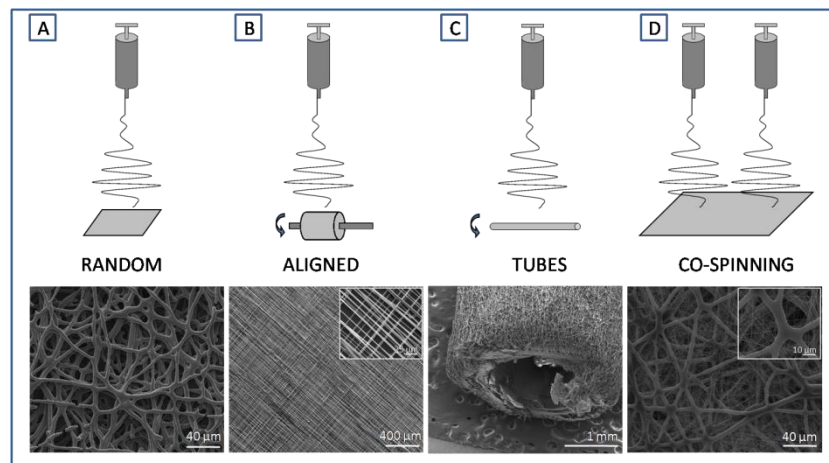 A
B
C
D
RANDOM
ALIGNED
TUBES
CO-SPINNING
40 µm
400 µm
1 mm
10 µm
40 µm